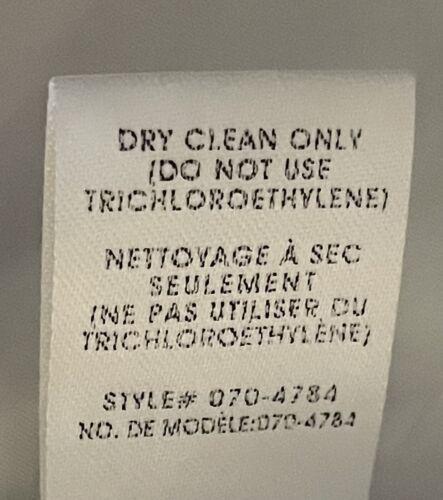 DRY CLEAN ONLY
(DO NOT USE
TRICHLOROETHYLENE)
NETTOYAGE À SEC
SEULEMENT
(NE PAS UTILISER DU
TRICHLOROETHYLÈNE)
STYLE# 070-4784
NO. DE MODÈLE:070-4784